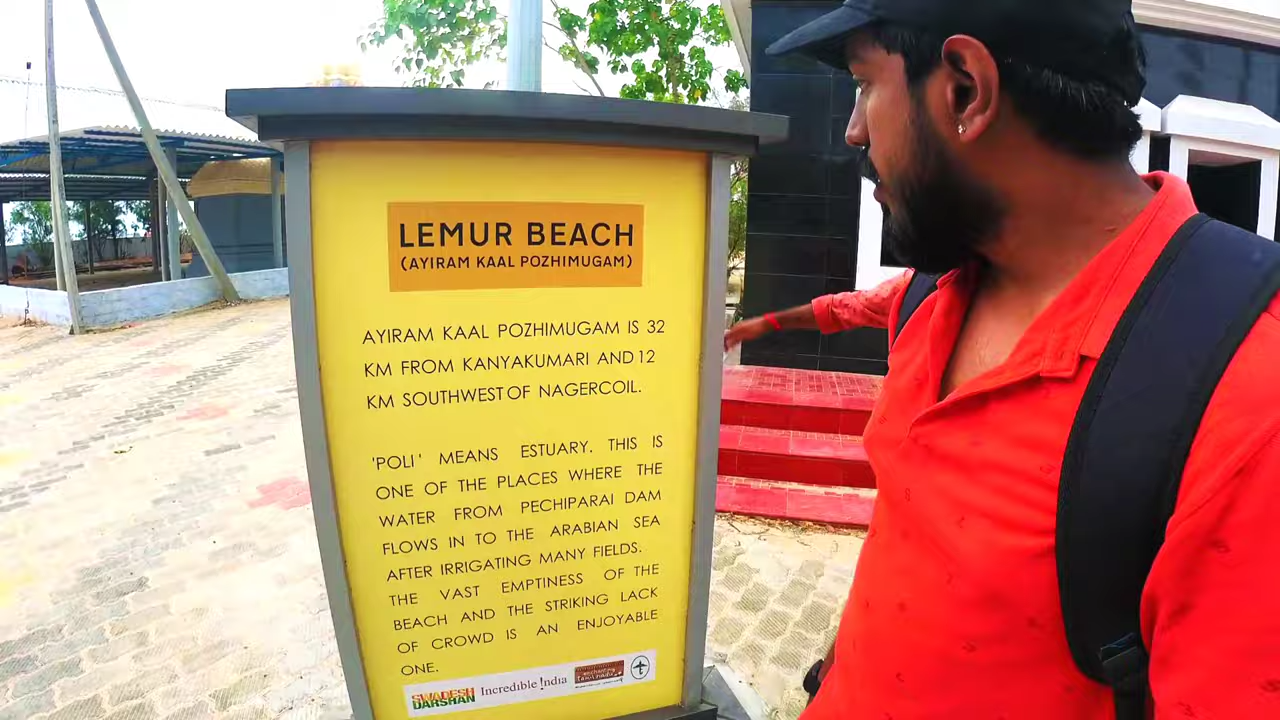 LEMUR BEACH
(AYIRAM KAAL POZHIMUGAM)
AYIRAM KAAL POZHIMUGAM IS 32
KM FROM KANYAKUMARI AND 12
KM SOUTHWEST OF NAGERCOIL.
'POLI' MEANS ESTUARY. THIS IS
ONE OF THE PLACES WHERE THE
WATER FROM PECHIPARAI DAM
FLOWS IN TO THE ARABIAN SEA
AFTER IRRIGATING MANY FIELDS.
THE VAST EMPTINESS OF THE
BEACH AND THE STRIKING LACK
OF CROWD IS AN ENJOYABLE
ONE.
SWADESH
DARSHAN
Incredible !ndia